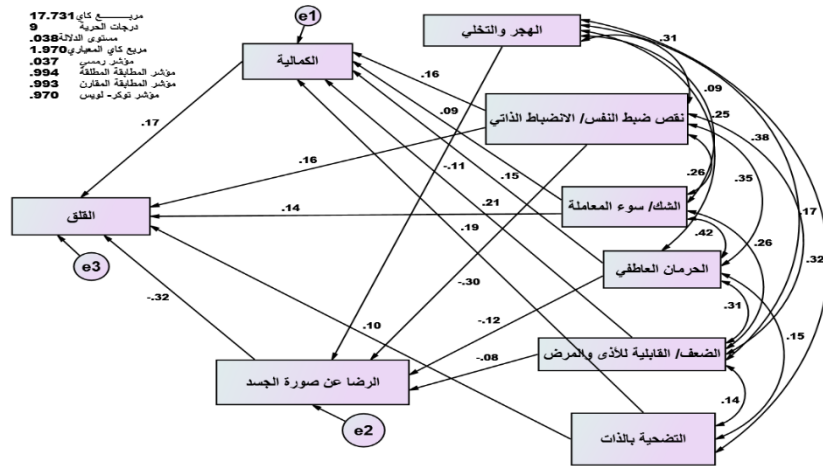 مربـــــع كاي 17.731
درجات الحرية 9
مستوى الدلالة .038
مربع كاي المعياري 1.970
مؤشر رمسي .037
مؤشر المطابقة المطلقة .994
مؤشر المطابقة المقارن .993
مؤشر توكر- لويس .970
e1
الكمالية
الهجر والتخلي
.31
.09
.25
.16
.09
نقص ضبط النفس/ الانضباط الذاتي
.38
.17
-.11
.16
.15
.35
.26
.17
الشك/ سوء المعاملة
.21
.14
.42
.26
.32
القلق
.19
الحرمان العاطفي
e3
-.30
.31
-.32
-.12
.15
.10
الضعف/ القابلية للأذى والمرض
-.08
الرضا عن صورة الجسد
.14
e2
التضحية بالذات